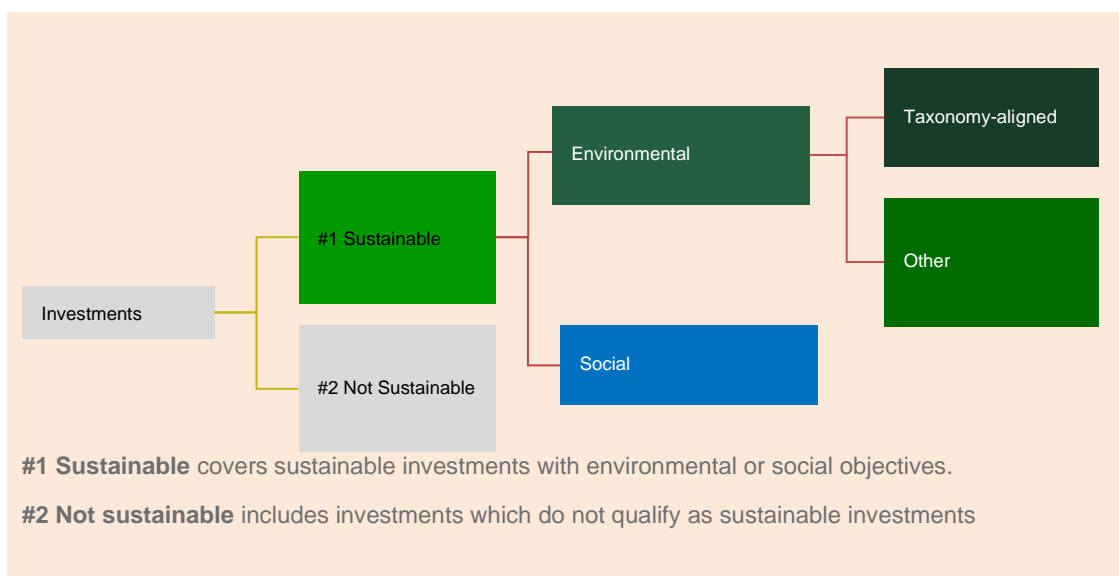 Investments
#1 Sustainable
#2 Not Sustainable
Environmental
Social
Taxonomy-aligned
Other
#1 Sustainable covers sustainable investments with environmental or social objectives.
#2 Not sustainable includes investments which do not qualify as sustainable investments